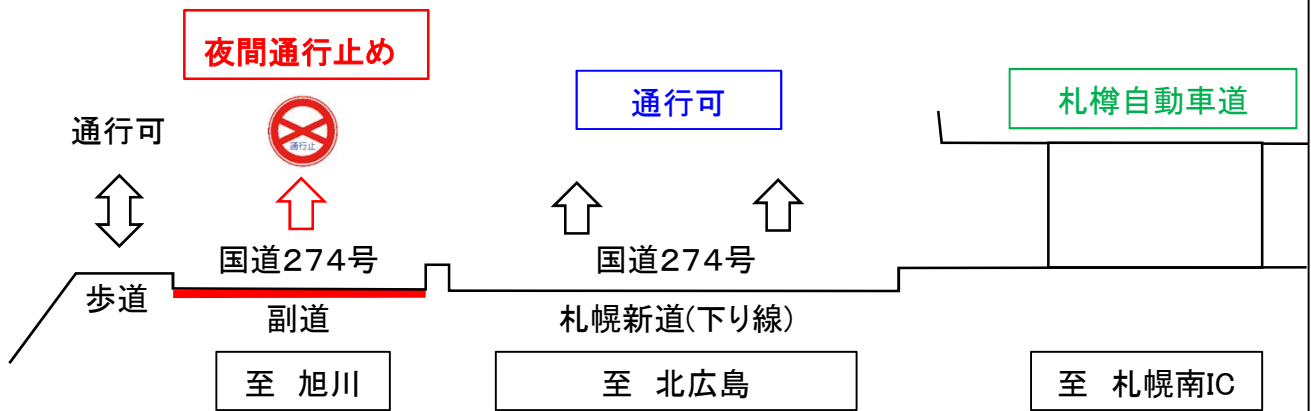 夜間通行止め
通行可
札樽自動車道
通行可
通行止
国道274号
国道274号
歩道
副道
札幌新道(下り線)
至 旭川
至 北広島
至 札幌南IC